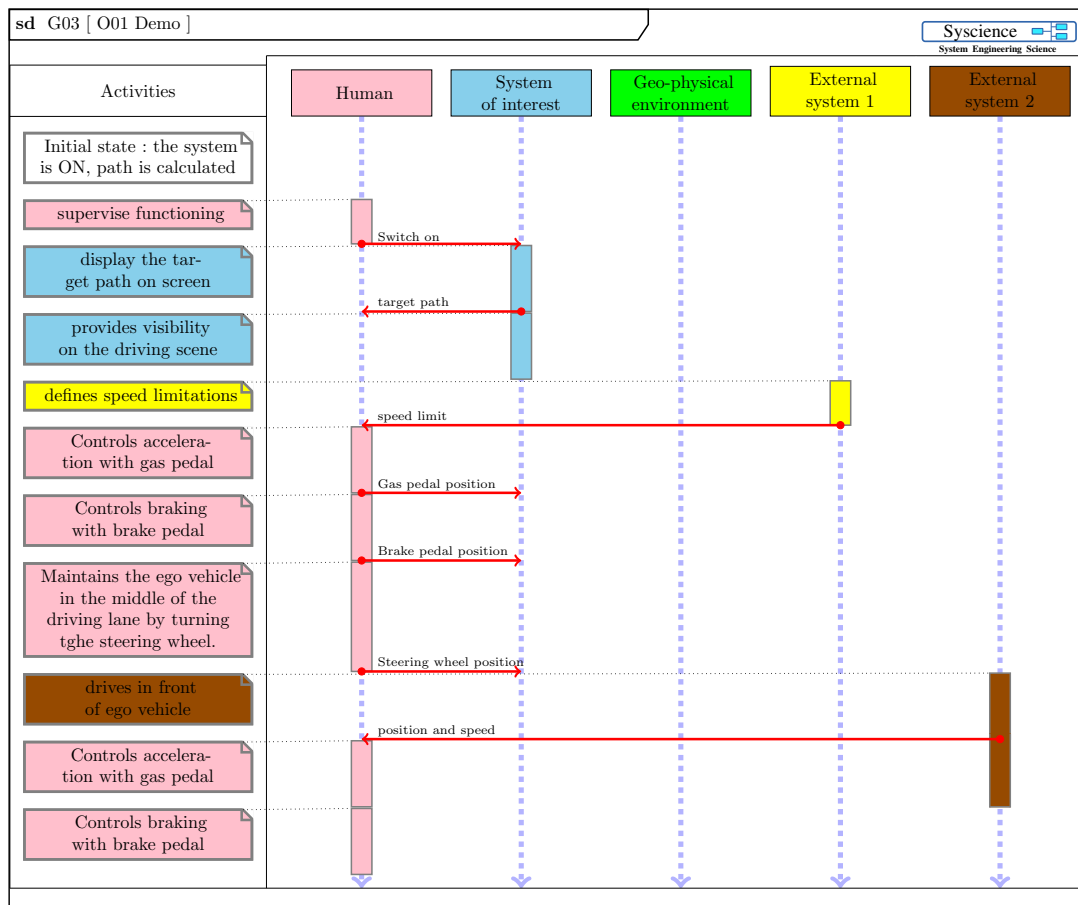 sd G03 [ O01 Demo ]
Syscience
System Engineering Science
Activities
Human
System
of interest
Geo-physical
environment
External
system 1
External
system 2
Initial state : the system
is ON, path is calculated
supervise functioning
Switch on
display the tar-
get path on screen
target path
provides visibility
on the driving scene
defines speed limitations
speed limit
Controls accelera-
tion with gas pedal
Gas pedal position
Controls braking
with brake pedal
Brake pedal position
Maintains the ego vehicle
in the middle of the
driving lane by turning
tghe steering wheel.
Steering wheel position
drives in front
of ego vehicle
position and speed
Controls accelera-
tion with gas pedal
Controls braking
with brake pedal